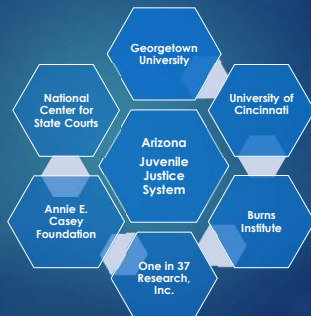 Georgetown
University
National
Center for
State Courts
University of
Cincinnati
Arizona
Juvenile
Justice
System
Annie E.
Casey
Foundation
Burns
Institute
One in 37
Research,
Inc.